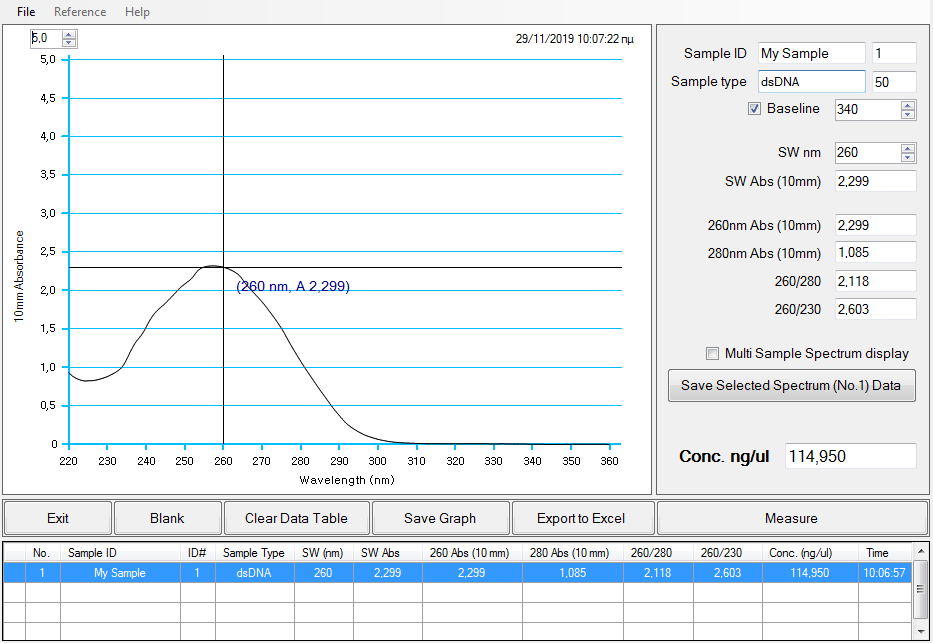 File Reference Help
5,0
29/11/2019 10:07:22 πμ
5,0
4,5
4,0
3,5
3,0
2,5
2,0
1,5
1,0
0,5
0
10mm Absorbance
(260 nm, A 2,299)
220 230 240 250 260 270 280 290 300 310 320 330 340 350 360
Wavelength (nm)
Sample ID My Sample 1
Sample type dsDNA 50
Baseline 340
SW nm 260
SW Abs (10mm) 2,299
260nm Abs (10mm) 2,299
280nm Abs (10mm) 1,085
260/280 2,118
260/230 2,603
Multi Sample Spectrum display
Save Selected Spectrum (No.1) Data
Conc. ng/ul 114,950
Exit Blank Clear Data Table Save Graph Export to Excel Measure
No. Sample ID ID# Sample Type SW (nm) SW Abs 260 Abs (10 mm) 280 Abs (10 mm) 260/280 260/230 Conc. (ng/ul) Time
1 My Sample 1 dsDNA 260 2,299 2,299 1,085 2,118 2,603 114,950 10:06:57